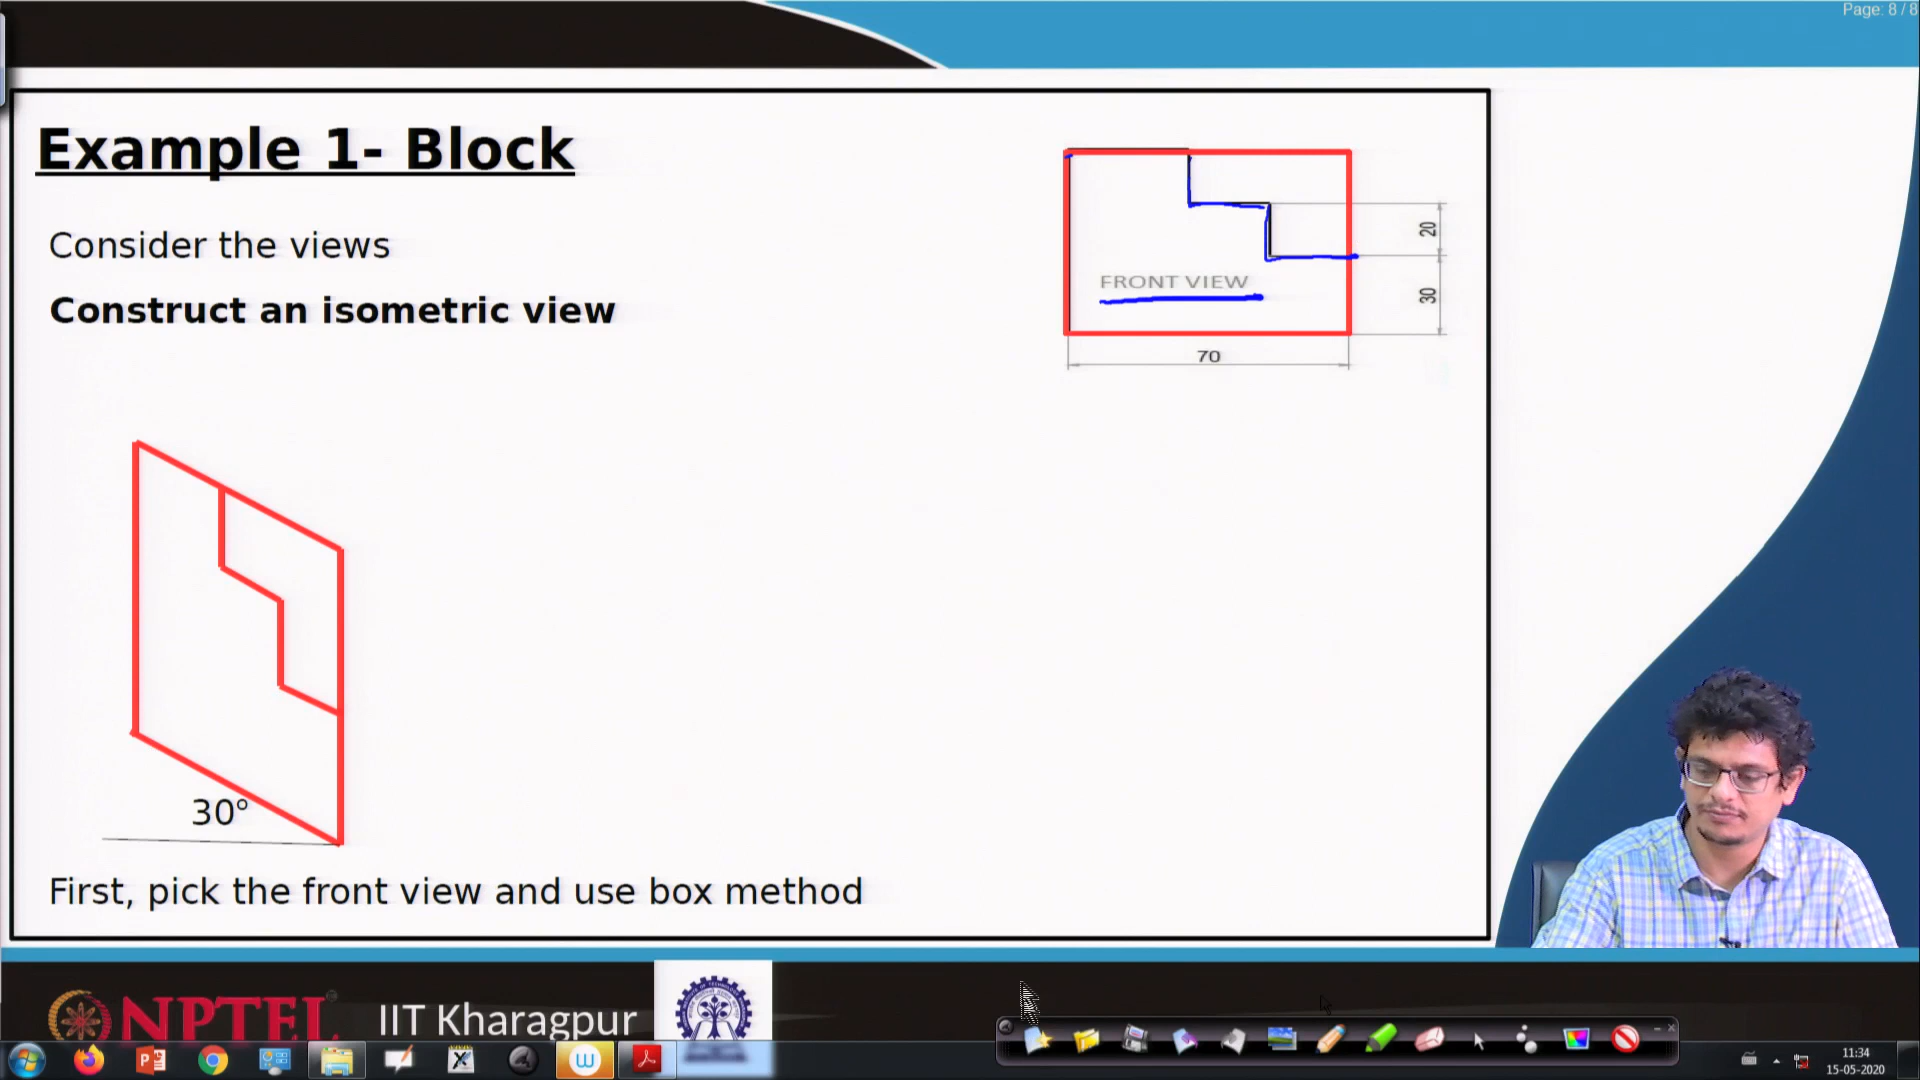 Page: 8 / 8
Example 1- Block
Consider the views
Construct an isometric view
FRONT VIEW
20
30
70
30°
First, pick the front view and use box method
NPTEL
IIT Kharagpur
11:34
15-05-2020